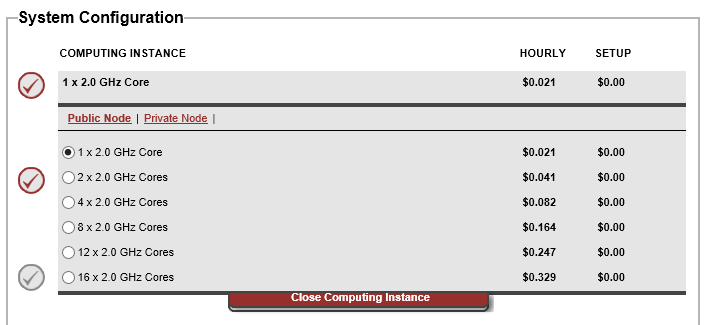 System Configuration
COMPUTING INSTANCE HOURLY SETUP
1 x 2.0 GHz Core $0.021 $0.00
Public Node | Private Node |
1 x 2.0 GHz Core $0.021 $0.00
2 x 2.0 GHz Cores $0.041 $0.00
4 x 2.0 GHz Cores $0.082 $0.00
8 x 2.0 GHz Cores $0.164 $0.00
12 x 2.0 GHz Cores $0.247 $0.00
16 x 2.0 GHz Cores $0.329 $0.00
Close Computing Instance